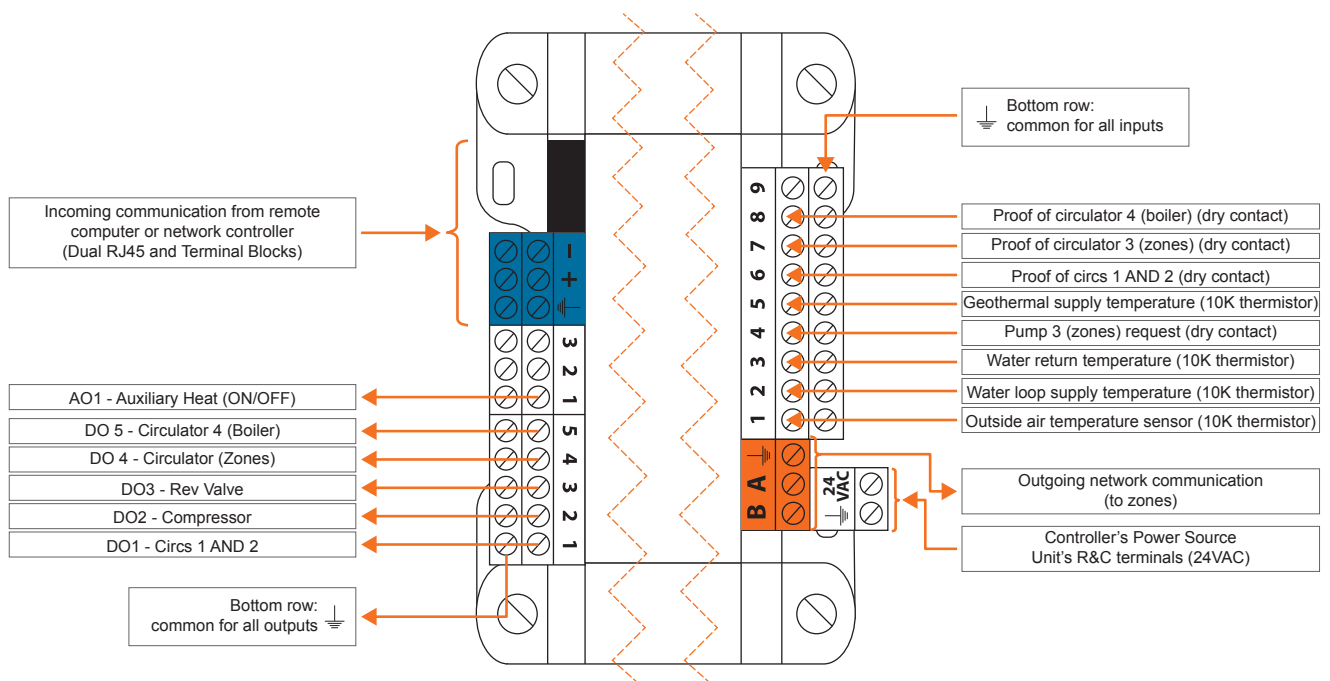 Bottom row:
common for all inputs
Incoming communication from remote
computer or network controller
(Dual RJ45 and Terminal Blocks)
AO1 - Auxiliary Heat (ON/OFF)
DO 5 - Circulator 4 (Boiler)
DO 4 - Circulator (Zones)
DO3 - Rev Valve
DO2 - Compressor
DO1 - Circs 1 AND 2
Bottom row:
common for all outputs
-
+
3
2
1
5
4
3
2
1
9
8
7
6
5
4
3
2
1
A
B
24
VAC
Proof of circulator 4 (boiler) (dry contact)
Proof of circulator 3 (zones) (dry contact)
Proof of circs 1 AND 2 (dry contact)
Geothermal supply temperature (10K thermistor)
Pump 3 (zones) request (dry contact)
Water return temperature (10K thermistor)
Water loop supply temperature (10K thermistor)
Outside air temperature sensor (10K thermistor)
Outgoing network communication
(to zones)
Controller's Power Source
Unit's R&C terminals (24VAC)